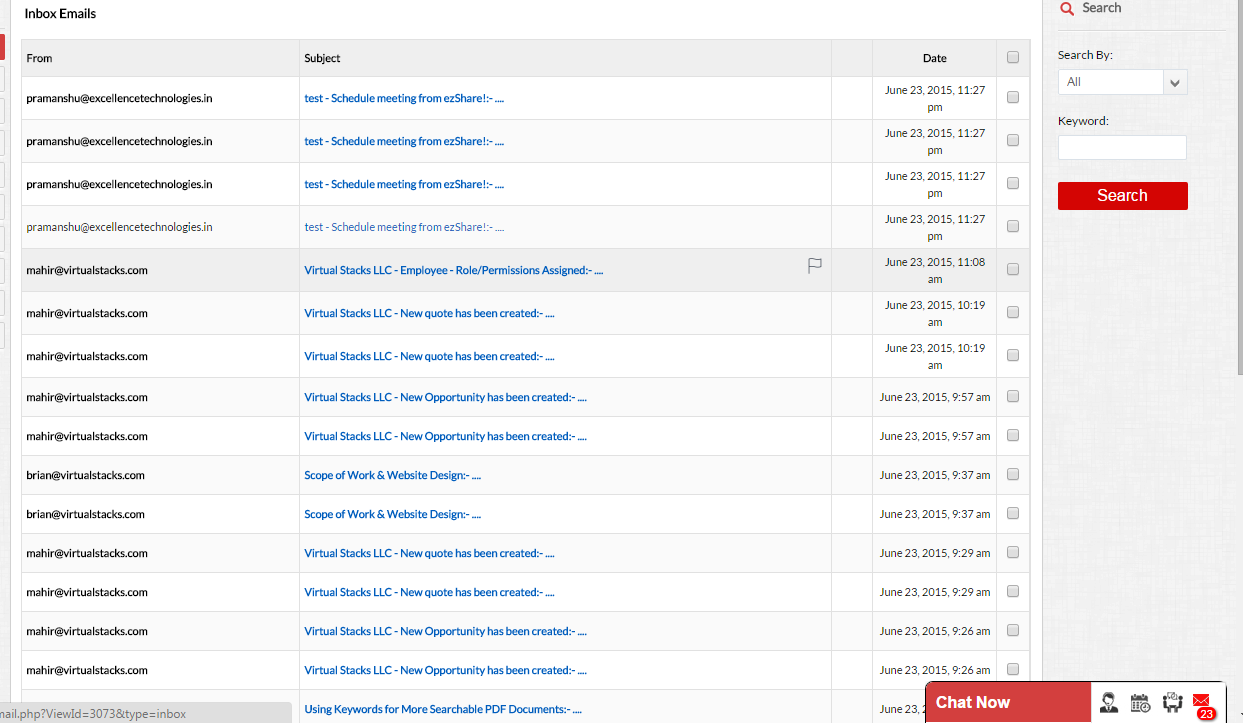 Inbox Emails
Search
From Subject Date
Search By:
All
Keyword:
Search
pramanshu@excellencetechnologies.in test - Schedule meeting from ezShare!:- .... June 23, 2015, 11:27
pm
pramanshu@excellencetechnologies.in test - Schedule meeting from ezShare!:- .... June 23, 2015, 11:27
pm
pramanshu@excellencetechnologies.in test - Schedule meeting from ezShare!:- .... June 23, 2015, 11:27
pm
pramanshu@excellencetechnologies.in test - Schedule meeting from ezShare!:- .... June 23, 2015, 11:27
pm
mahir@virtualstacks.com Virtual Stacks LLC - Employee - Role/Permissions Assigned:- .... June 23, 2015, 11:08
am
mahir@virtualstacks.com Virtual Stacks LLC - New quote has been created:- .... June 23, 2015, 10:19
am
mahir@virtualstacks.com Virtual Stacks LLC - New quote has been created:- .... June 23, 2015, 10:19
am
mahir@virtualstacks.com Virtual Stacks LLC - New Opportunity has been created:- .... June 23, 2015, 9:57 am
mahir@virtualstacks.com Virtual Stacks LLC - New Opportunity has been created:- .... June 23, 2015, 9:57 am
brian@virtualstacks.com Scope of Work & Website Design:- .... June 23, 2015, 9:37 am
brian@virtualstacks.com Scope of Work & Website Design:- .... June 23, 2015, 9:37 am
mahir@virtualstacks.com Virtual Stacks LLC - New quote has been created:- .... June 23, 2015, 9:29 am
mahir@virtualstacks.com Virtual Stacks LLC - New quote has been created:- .... June 23, 2015, 9:29 am
mahir@virtualstacks.com Virtual Stacks LLC - New Opportunity has been created:- .... June 23, 2015, 9:26 am
mahir@virtualstacks.com Virtual Stacks LLC - New Opportunity has been created:- .... June 23, 2015, 9:26 am
Using Keywords for More Searchable PDF Documents:- .... June 23,
Chat Now
23
mail.php?ViewId=3073&type=inbox